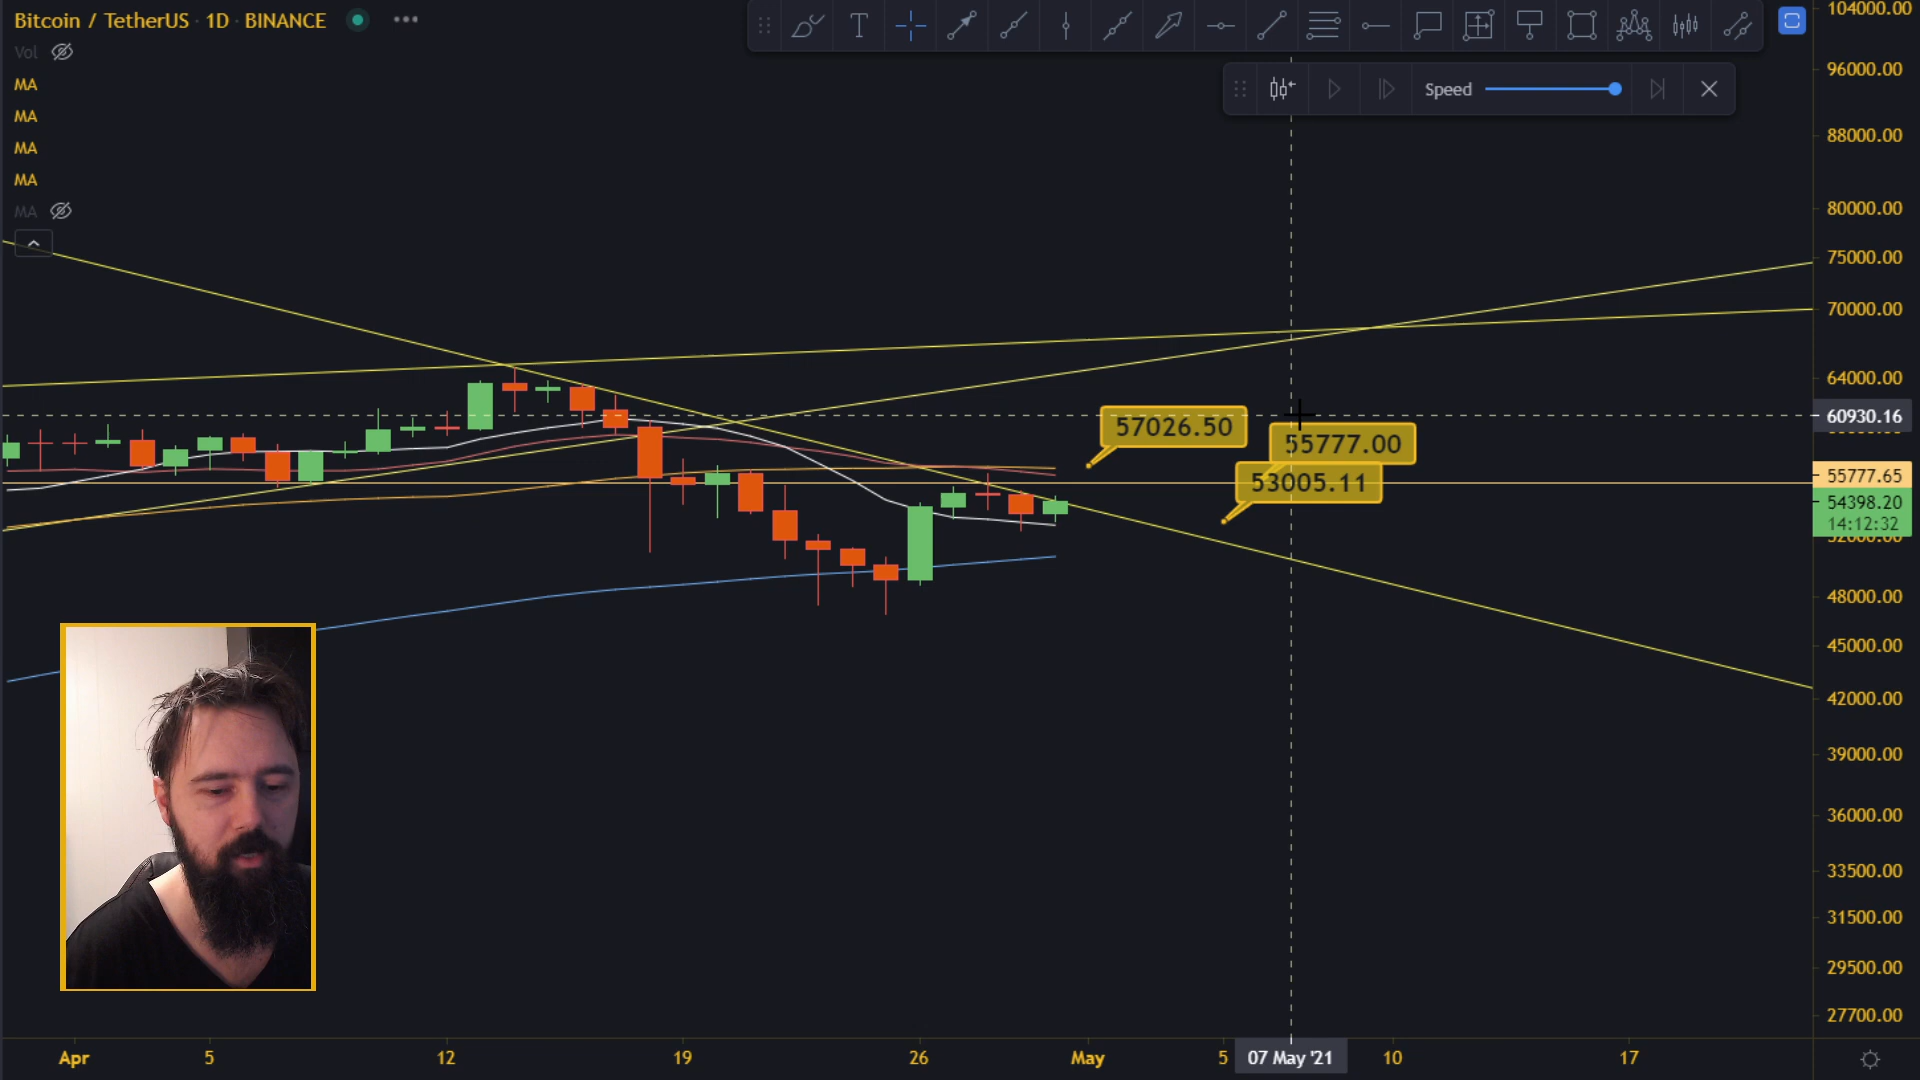 Bitcoin / TetherUS · 1D · BINANCE
Vol
MA
MA
MA
MA
MA
Speed
104000.00
96000.00
88000.00
80000.00
75000.00
70000.00
64000.00
60930.16
55777.65
54398.20
14:12:32
52000.00
48000.00
45000.00
42000.00
39000.00
36000.00
33500.00
31500.00
29500.00
27700.00
57026.50
55777.00
53005.11
Apr 5 12 19 26 May 5 07 May '21 10 17